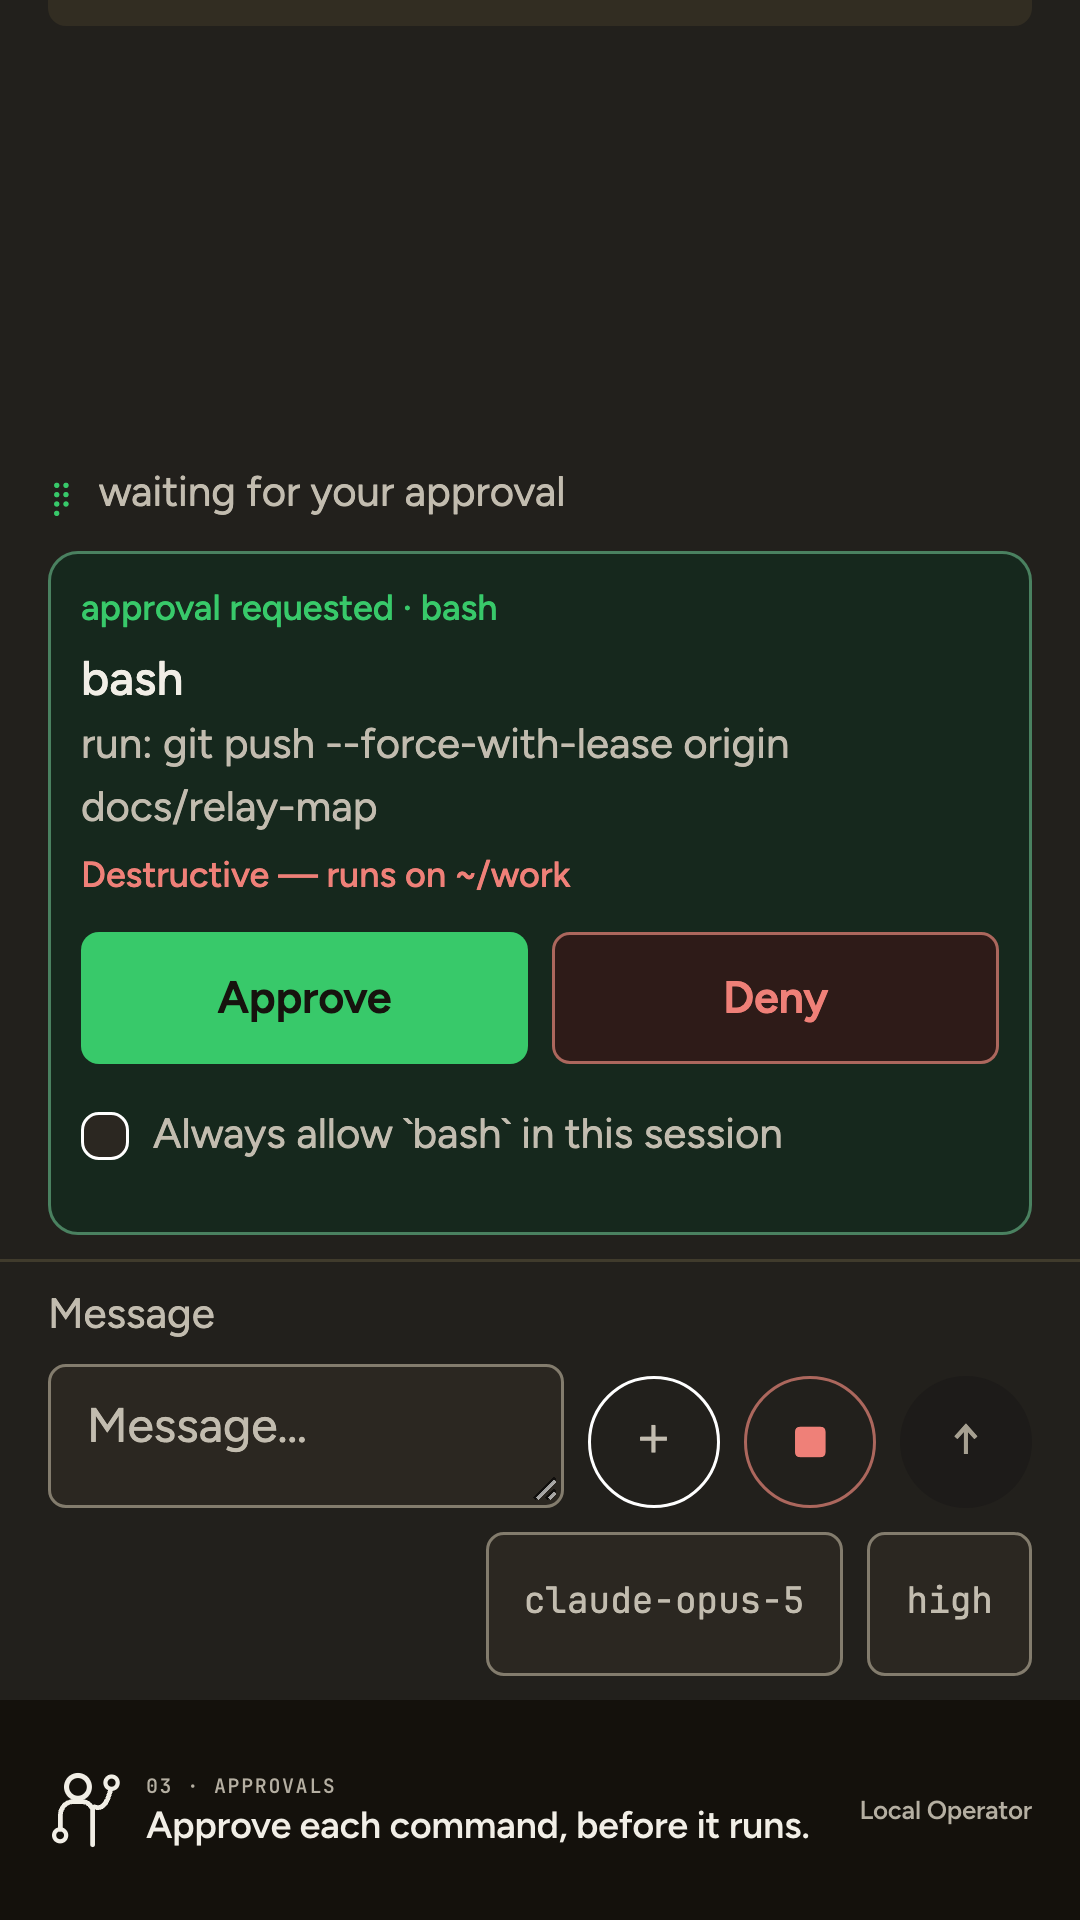 waiting for your approval
approval requested · bash
bash
run: git push --force-with-lease origin
docs/relay-map
Destructive — runs on ~/work
Approve
Deny
Always allow `bash` in this session
Message
Message...
claude-opus-5
high
03 · APPROVALS
Approve each command, before it runs.
Local Operator